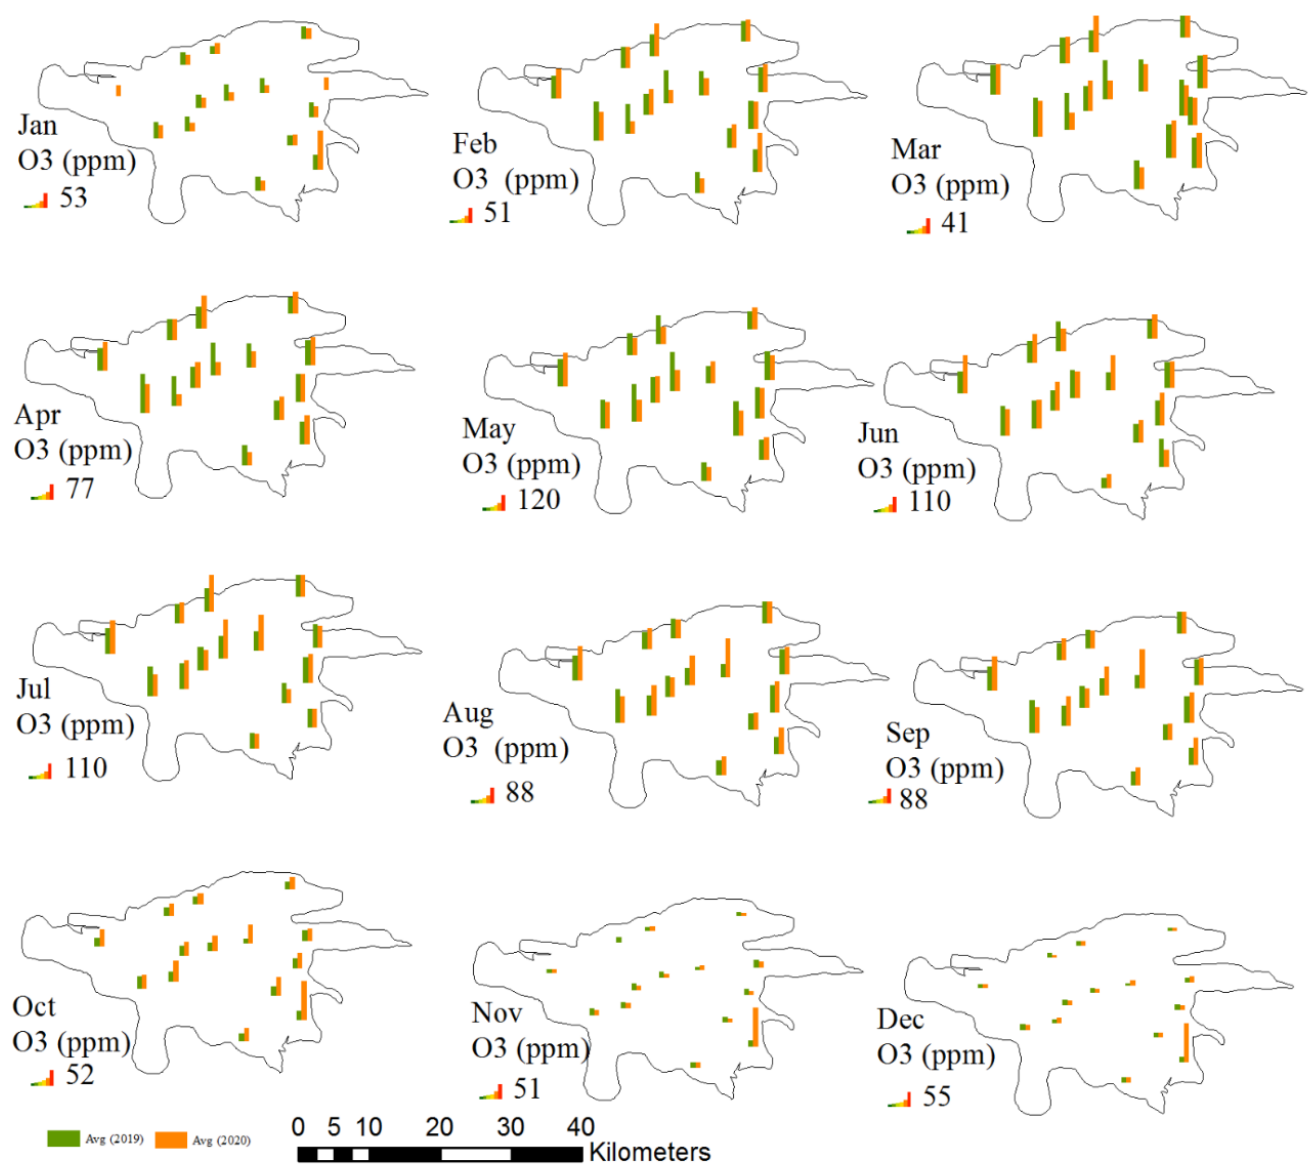 Jan
O3 (ppm)
53
Feb
O3 (ppm)
51
Mar
O3 (ppm)
41
Apr
O3 (ppm)
77
May
O3 (ppm)
120
Jun
O3 (ppm)
110
Jul
O3 (ppm)
110
Aug
O3 (ppm)
88
Sep
O3 (ppm)
88
Oct
O3 (ppm)
52
Nov
O3 (ppm)
51
Dec
O3 (ppm)
55
Avg (2019) Avg (2020)
0 5 10 20 30 40
Kilometers